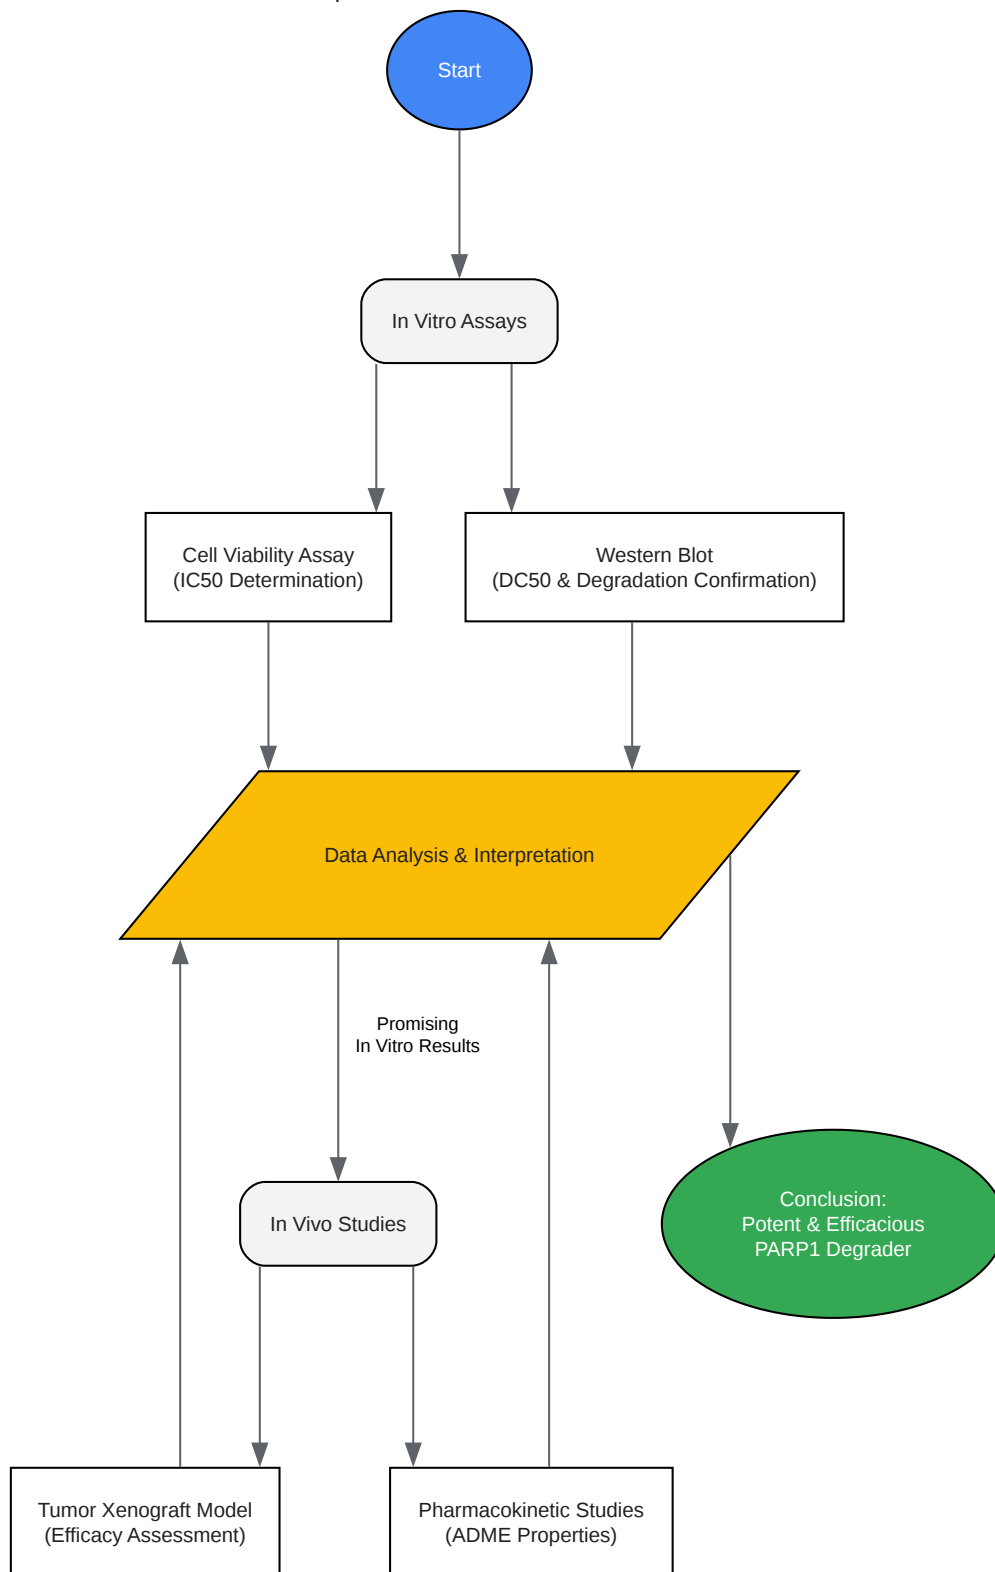 Start
In Vitro Assays
Cell Viability Assay
(IC50 Determination)
Western Blot
(DC50 & Degradation Confirmation)
Data Analysis & Interpretation
Promising
In Vitro Results
In Vivo Studies
Conclusion:
Potent & Efficacious
PARP1 Degrader
Tumor Xenograft Model
(Efficacy Assessment)
Pharmacokinetic Studies
(ADME Properties)